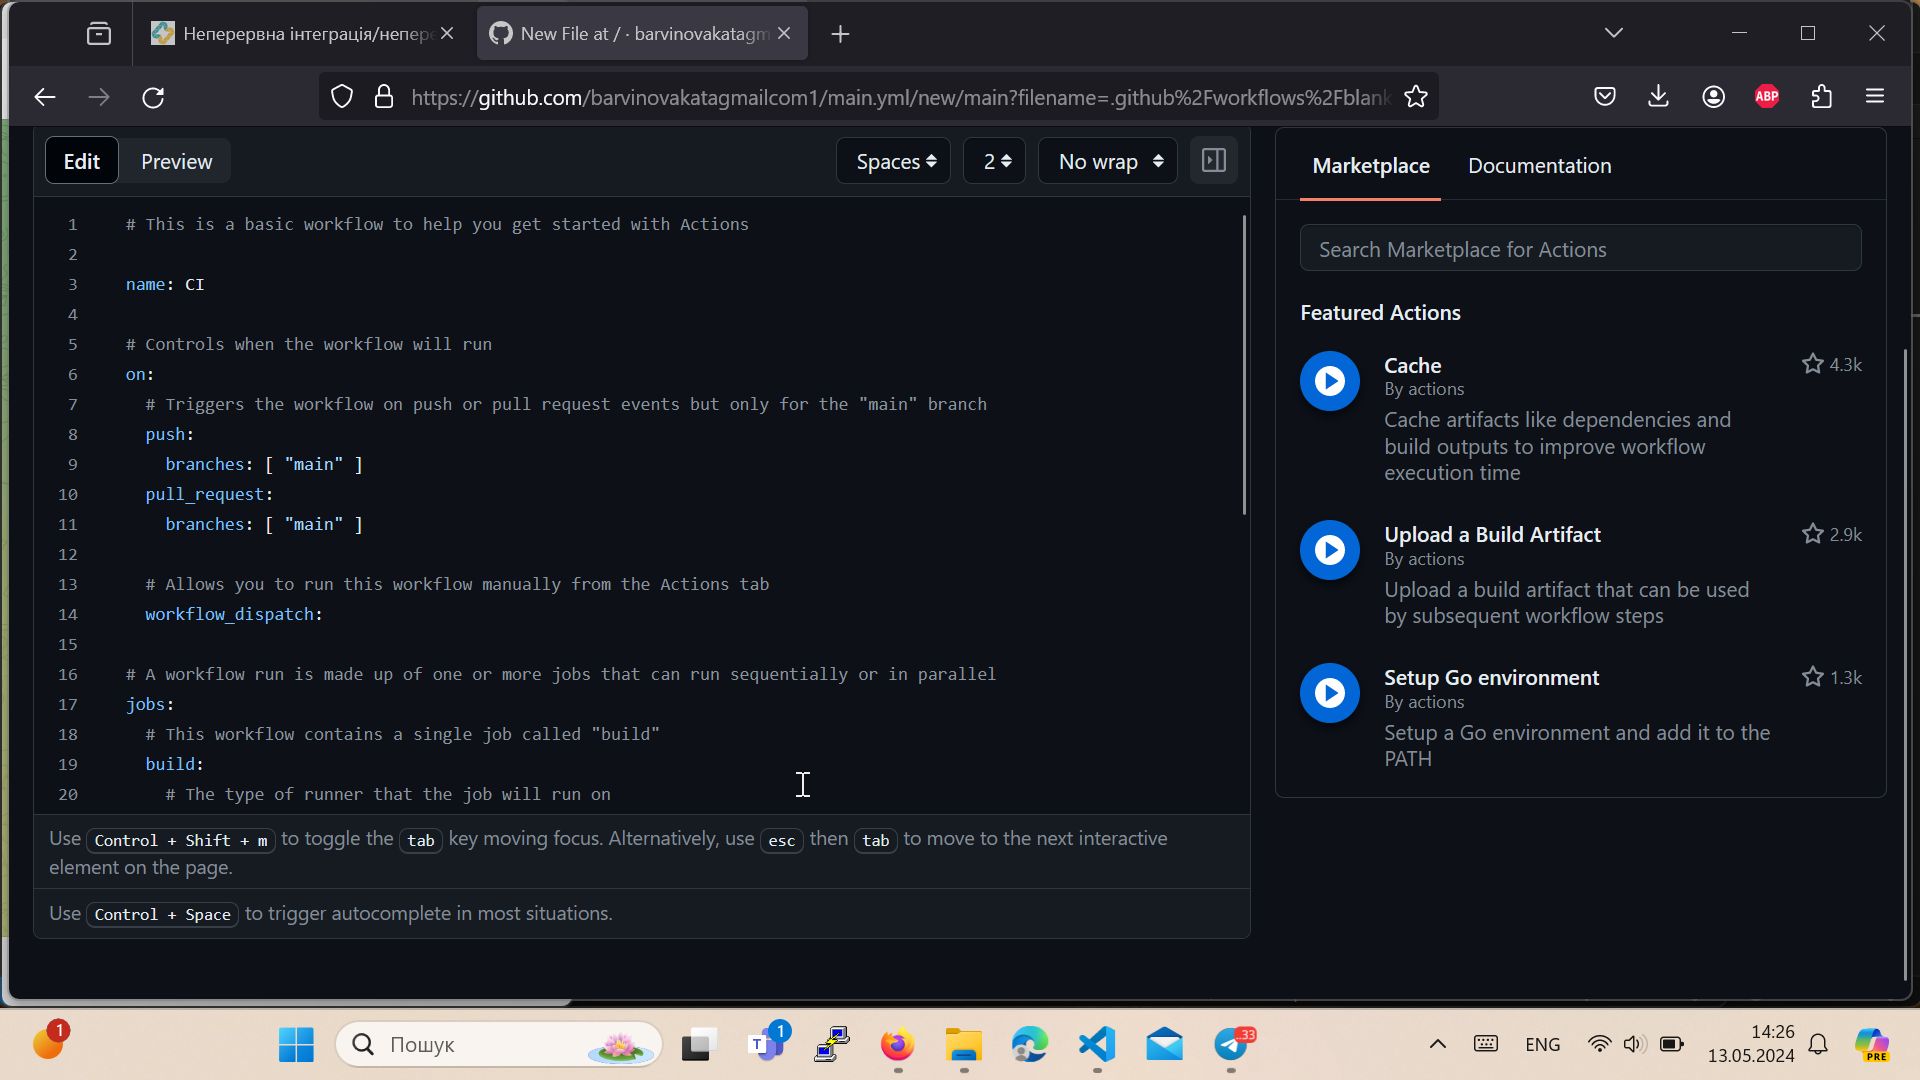 Неперервна інтеграція/непере
New File at / · barvinovakatagm
https://github.com/barvinovakatagmailcom1/main.yml/new/main?filename=.github%2Fworkflows%2Fblank
ABP
Edit
Preview
Spaces
2
No wrap
1 # This is a basic workflow to help you get started with Actions
2
3 name: CI
4
5 # Controls when the workflow will run
6 on:
7 # Triggers the workflow on push or pull request events but only for the "main" branch
8 push:
9 branches: [ "main" ]
10 pull_request:
11 branches: [ "main" ]
12
13 # Allows you to run this workflow manually from the Actions tab
14 workflow_dispatch:
15
16 # A workflow run is made up of one or more jobs that can run sequentially or in parallel
17 jobs:
18 # This workflow contains a single job called "build"
19 build:
20 # The type of runner that the job will run on
Use Control + Shift + m to toggle the tab key moving focus. Alternatively, use esc then tab to move to the next interactive
element on the page.
Use Control + Space to trigger autocomplete in most situations.
Marketplace
Documentation
Search Marketplace for Actions
Featured Actions
Cache
4.3k
By actions
Cache artifacts like dependencies and
build outputs to improve workflow
execution time
Upload a Build Artifact
2.9k
By actions
Upload a build artifact that can be used
by subsequent workflow steps
Setup Go environment
1.3k
By actions
Setup a Go environment and add it to the
PATH
1
Пошук
T
1
33
ENG
14:26
13.05.2024
PRE